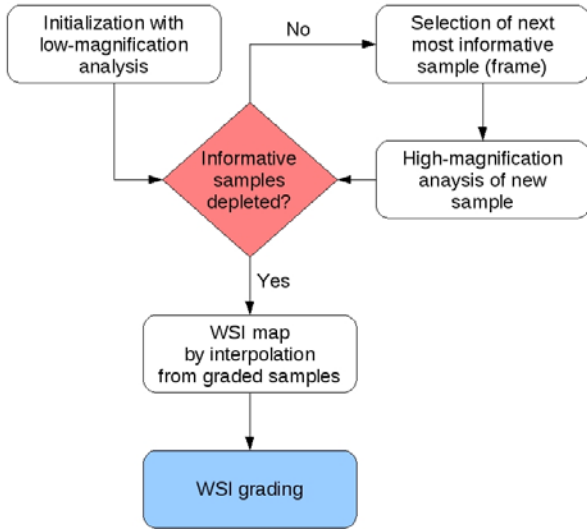 Initialization with
low-magnification
analysis
No
Selection of next
most informative
sample (frame)
Informative
samples
depleted?
High-magnification
anaysis of new
sample
Yes
WSI map
by interpolation
from graded samples
WSI grading